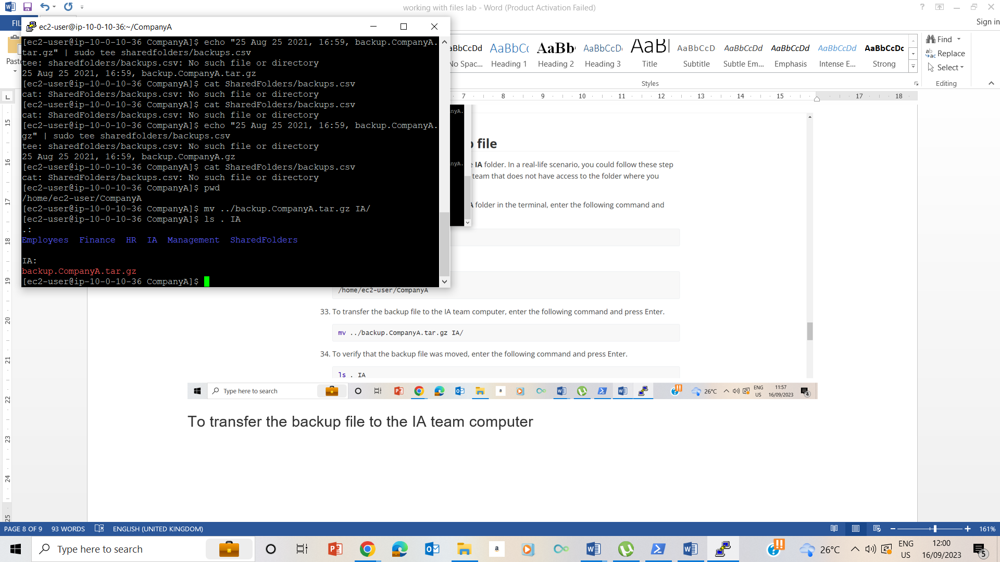 working with files lab - Word (Product Activation Failed)
Sign in
ec2-user@ip-10-0-10-36:~/CompanyA
[ec2-user@ip-10-0-10-36 CompanyA]$ echo "25 Aug 25 2021, 16:59, backup.CompanyA.
tar.gz" | sudo tee sharedfolders/backups.csv
tee: sharedfolders/backups.csv: No such file or directory
25 Aug 25 2021, 16:59, backup.CompanyA.tar.gz
[ec2-user@ip-10-0-10-36 CompanyA]$ cat SharedFolders/backups.csv
cat: SharedFolders/backups.csv: No such file or directory
[ec2-user@ip-10-0-10-36 CompanyA]$ cat SharedFolders/backups.csv
cat: SharedFolders/backups.csv: No such file or directory
[ec2-user@ip-10-0-10-36 CompanyA]$ echo "25 Aug 25 2021, 16:59, backup.CompanyA.
gz" | sudo tee sharedfolders/backups.csv
tee: sharedfolders/backups.csv: No such file or directory
25 Aug 25 2021, 16:59, backup.CompanyA.gz
[ec2-user@ip-10-0-10-36 CompanyA]$ cat SharedFolders/backups.csv
cat: SharedFolders/backups.csv: No such file or directory
[ec2-user@ip-10-0-10-36 CompanyA]$ pwd
/home/ec2-user/CompanyA
[ec2-user@ip-10-0-10-36 CompanyA]$ mv ../backup.CompanyA.tar.gz IA/
[ec2-user@ip-10-0-10-36 CompanyA]$ ls . IA
.:
Employees Finance HR IA Management SharedFolders
IA:
backup.CompanyA.tar.gz
[ec2-user@ip-10-0-10-36 CompanyA]$
FIL
Paste
aBbCcDd AaBbC AaBb AaBbCcD AaB AaBbCcD AaBbCcDd AaBbCcDd AaBbCcDd AaBbCcDc
No Spac... Heading 1 Heading 2 Heading 3 Title Subtitle Subtle Em... Emphasis Intense E... Strong
Styles
Find
Replace
Select
Editing
7 8 9 10 11 12 13 14 15 17 18
15
16
17
18
19
20
21
22
23
24
25
nyA.
nyA.
file
IA folder. In a real-life scenario, you could follow these step
team that does not have access to the folder where you
folder in the terminal, enter the following command and
/home/ec2-user/CompanyA
33. To transfer the backup file to the IA team computer, enter the following command and press Enter.
mv ../backup.CompanyA.tar.gz IA/
34. To verify that the backup file was moved, enter the following command and press Enter.
ls . IA
Type here to search
a
26°C
ENG
US
11:57
16/09/2023
4
To transfer the backup file to the IA team computer
PAGE 8 OF 9 93 WORDS ENGLISH (UNITED KINGDOM)
161%
Type here to search
a
26°C
ENG
US
12:00
16/09/2023
5